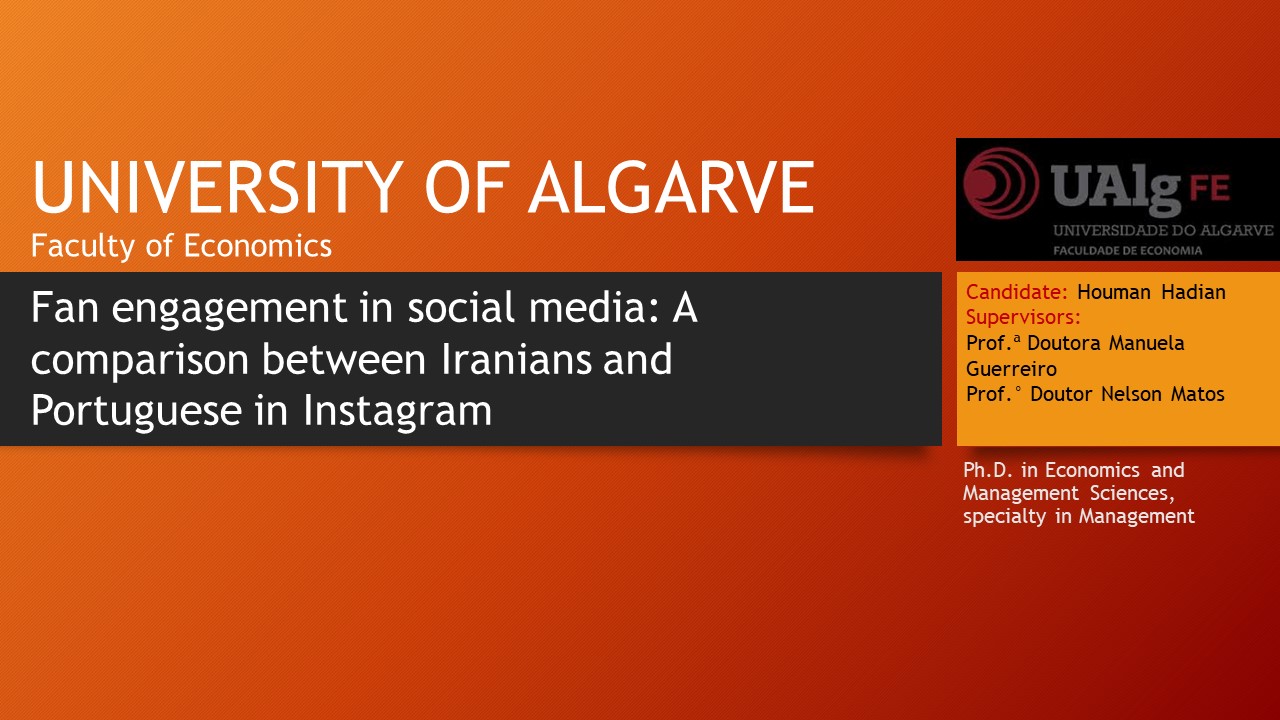 UNIVERSITY OF ALGARVE
Faculty of Economics
Fan engagement in social media: A
comparison between Iranians and
Portuguese in Instagram
UAlg FE
UNIVERSIDADE DO ALGARVE
FACULDADE DE ECONOMIA
Candidate: Houman Hadian
Supervisors:
Prof.ª Doutora Manuela
Guerreiro
Prof.° Doutor Nelson Matos
Ph.D. in Economics and
Management Sciences,
specialty in Management